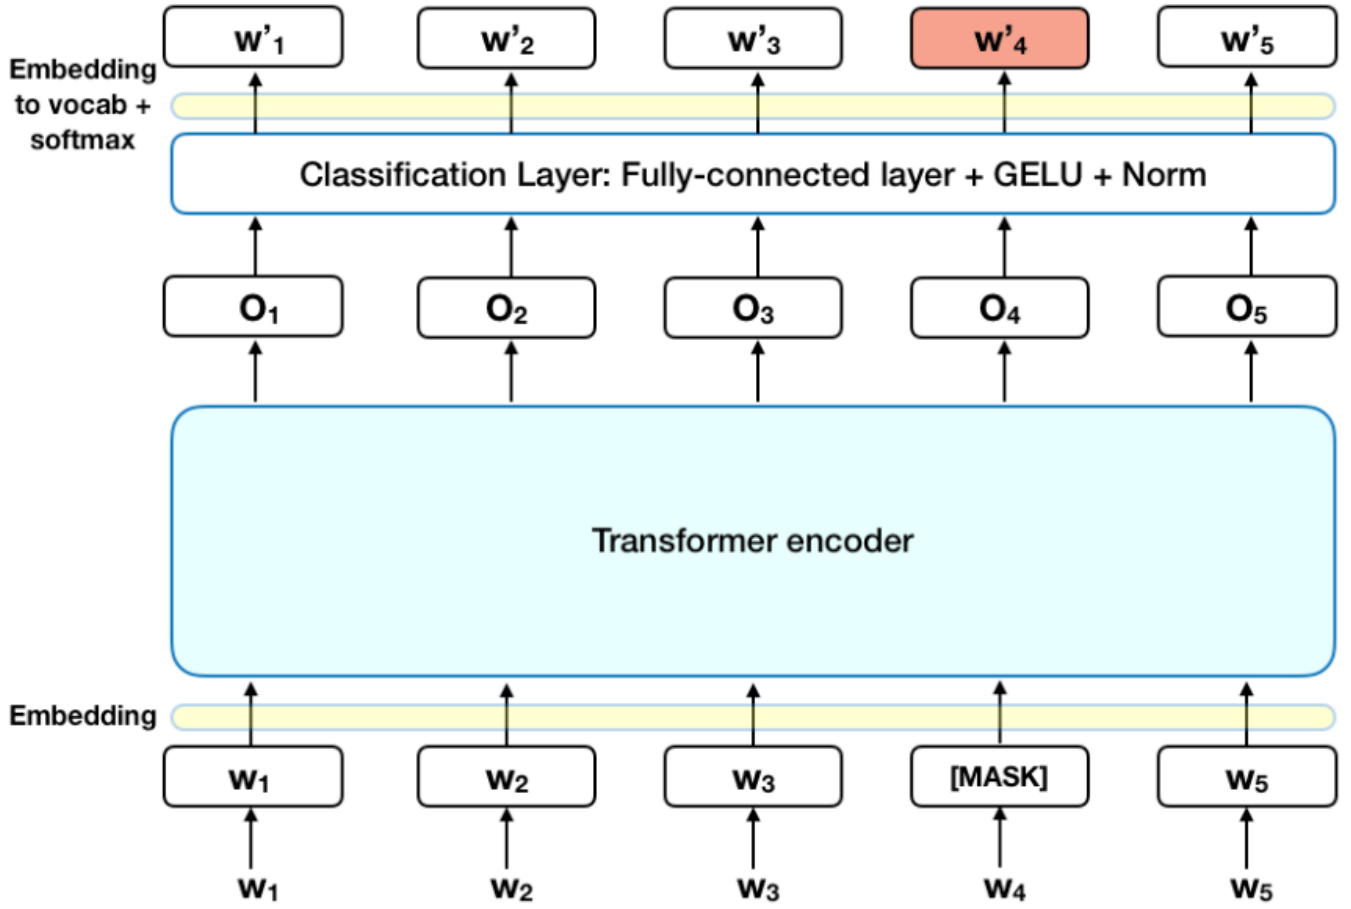 w’₁ w’₂ w’₃ w’₄ w’₅
Embedding
to vocab +
softmax
Classification Layer: Fully-connected layer + GELU + Norm
O₁ O₂ O₃ O₄ O₅
Transformer encoder
Embedding
w₁ w₂ w₃ [MASK] w₅
w₁ w₂ w₃ w₄ w₅